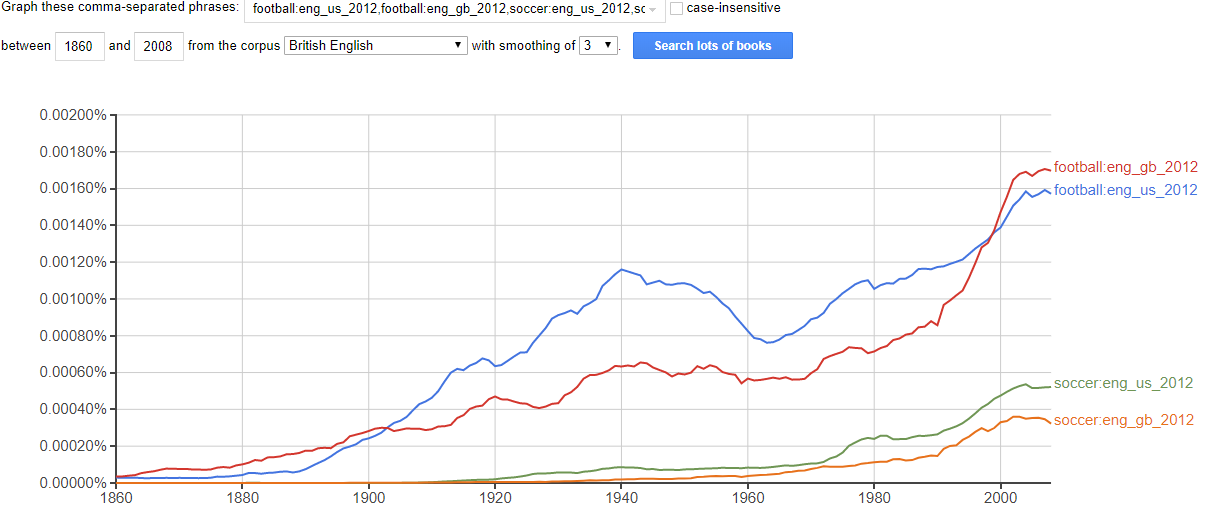 Graph these comma-separated phrases: football:eng_us_2012,football:eng_gb_2012,soccer:eng_us_2012,sc case-insensitive
between 1860 and 2008 from the corpus British English with smoothing of 3 . Search lots of books
0.00200%
0.00180%
0.00160%
0.00140%
0.00120%
0.00100%
0.00080%
0.00060%
0.00040%
0.00020%
0.00000%
football:eng_gb_2012
football:eng_us_2012
soccer:eng_us_2012
soccer:eng_gb_2012
1860 1880 1900 1920 1940 1960 1980 2000